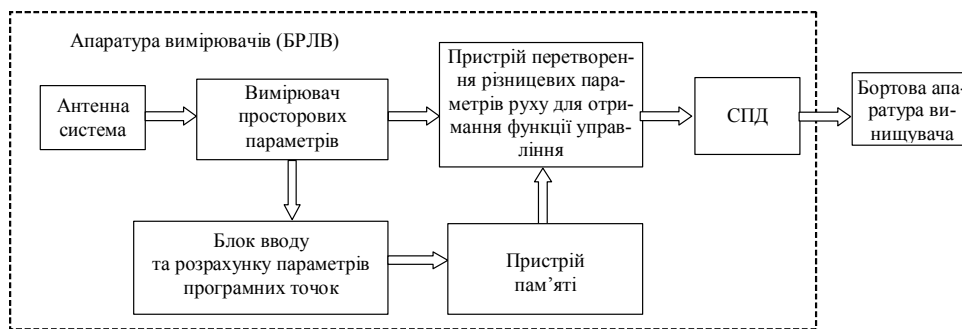 Апаратура вимірювачів (БРЛВ)
Антенна
система
Вимірювач
просторових
параметрів
Пристрій перетворен-
ня різницевих пара-
метрів руху для отри-
мання функції управ-
ління
СПД
Бортова апа-
ратура ви-
нищувача
Блок вводу
та розрахунку параметрів
програмних точок
Пристрій
пам’яті